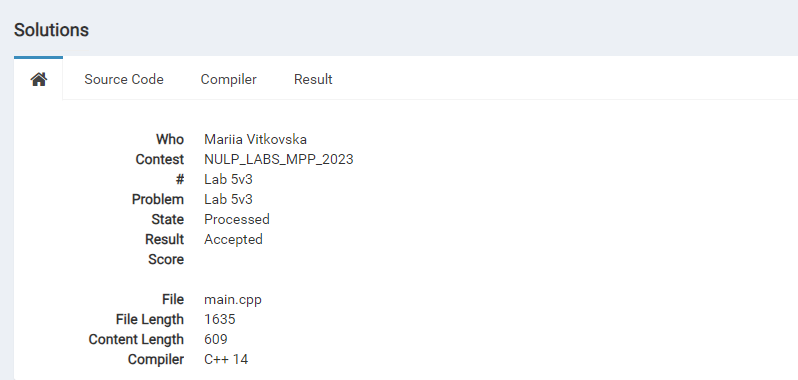 Solutions
Source Code Compiler Result
Who Mariia Vitkovska
Contest NULP_LABS_MPP_2023
# Lab 5v3
Problem Lab 5v3
State Processed
Result Accepted
Score
File main.cpp
File Length 1635
Content Length 609
Compiler C++ 14